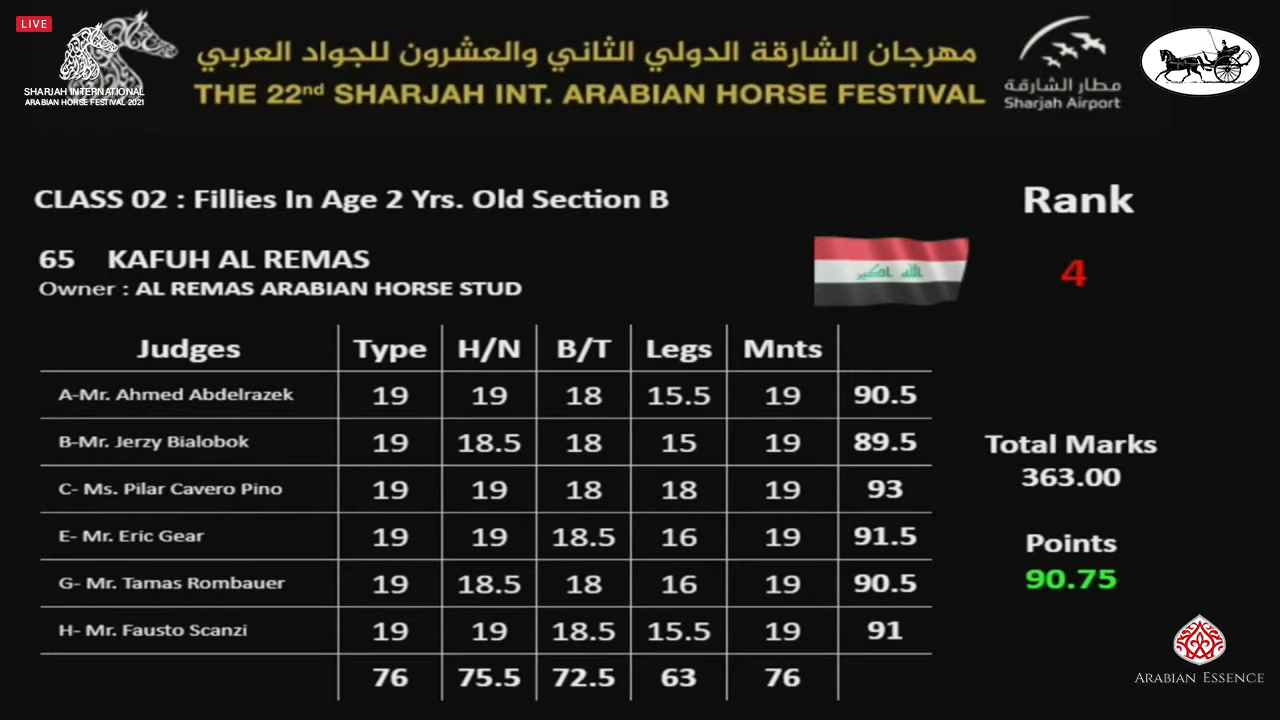 LIVE
SHARJAH INTERNATIONAL
ARABIAN HORSE FESTIVAL 2021
مهرجان الشارقة الدولي الثاني والعشرون للجواد العربي
THE 22nd SHARJAH INT. ARABIAN HORSE FESTIVAL
مطار الشارقة
Sharjah Airport
CLASS 02 : Fillies In Age 2 Yrs. Old Section B
Rank
65 KAFUH AL REMAS
4
Owner : AL REMAS ARABIAN HORSE STUD
الله اكبر
Judges Type H/N B/T Legs Mnts
A-Mr. Ahmed Abdelrazek 19 19 18 15.5 19 90.5
B-Mr. Jerzy Bialobok 19 18.5 18 15 19 89.5
C- Ms. Pilar Cavero Pino 19 19 18 18 19 93
E- Mr. Eric Gear 19 19 18.5 16 19 91.5
G- Mr. Tamas Rombauer 19 18.5 18 16 19 90.5
H- Mr. Fausto Scanzi 19 19 18.5 15.5 19 91
76 75.5 72.5 63 76
Total Marks
363.00
Points
90.75
ARABIAN ESSENCE